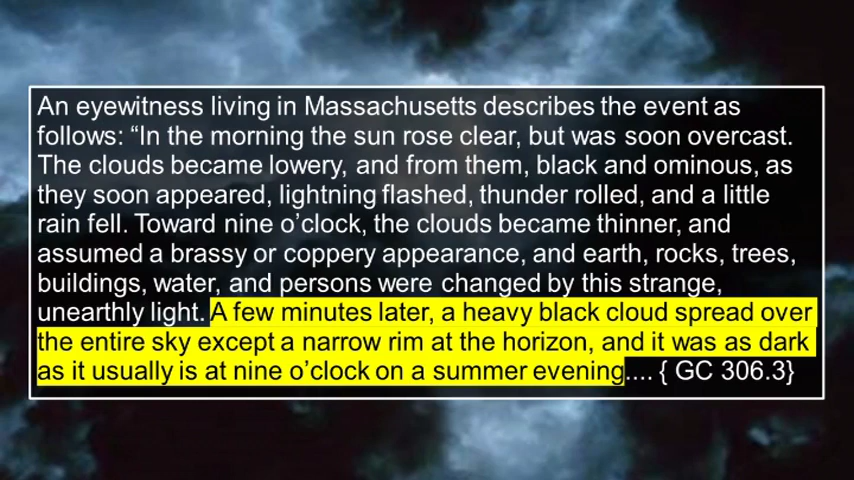 An eyewitness living in Massachusetts describes the event as
follows: “In the morning the sun rose clear, but was soon overcast.
The clouds became lowery, and from them, black and ominous, as
they soon appeared, lightning flashed, thunder rolled, and a little
rain fell. Toward nine o’clock, the clouds became thinner, and
assumed a brassy or coppery appearance, and earth, rocks, trees,
buildings, water, and persons were changed by this strange,
unearthly light. A few minutes later, a heavy black cloud spread over
the entire sky except a narrow rim at the horizon, and it was as dark
as it usually is at nine o’clock on a summer evening.... { GC 306.3}